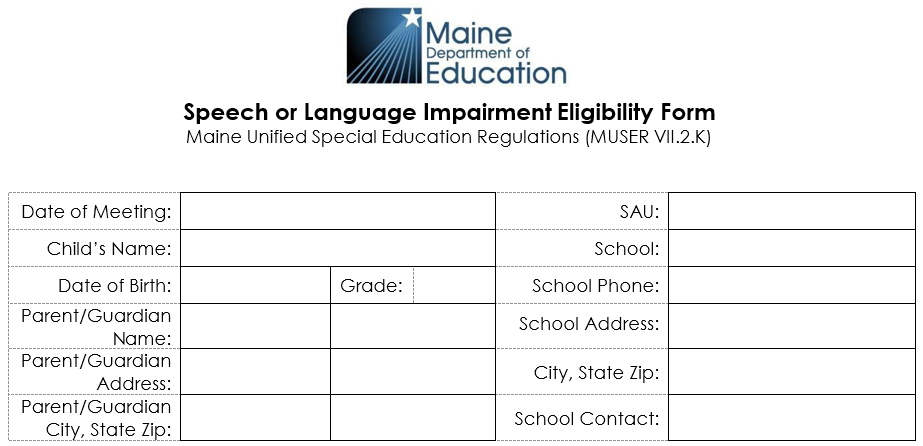 Maine
Department of
Education
Speech or Language Impairment Eligibility Form
Maine Unified Special Education Regulations (MUSER VII.2.K)
Date of Meeting:
SAU:
Child's Name:
School:
Date of Birth:
Grade:
School Phone:
Parent/Guardian
Name:
School Address:
Parent/Guardian
Address:
City, State Zip:
Parent/Guardian
City, State Zip:
School Contact: